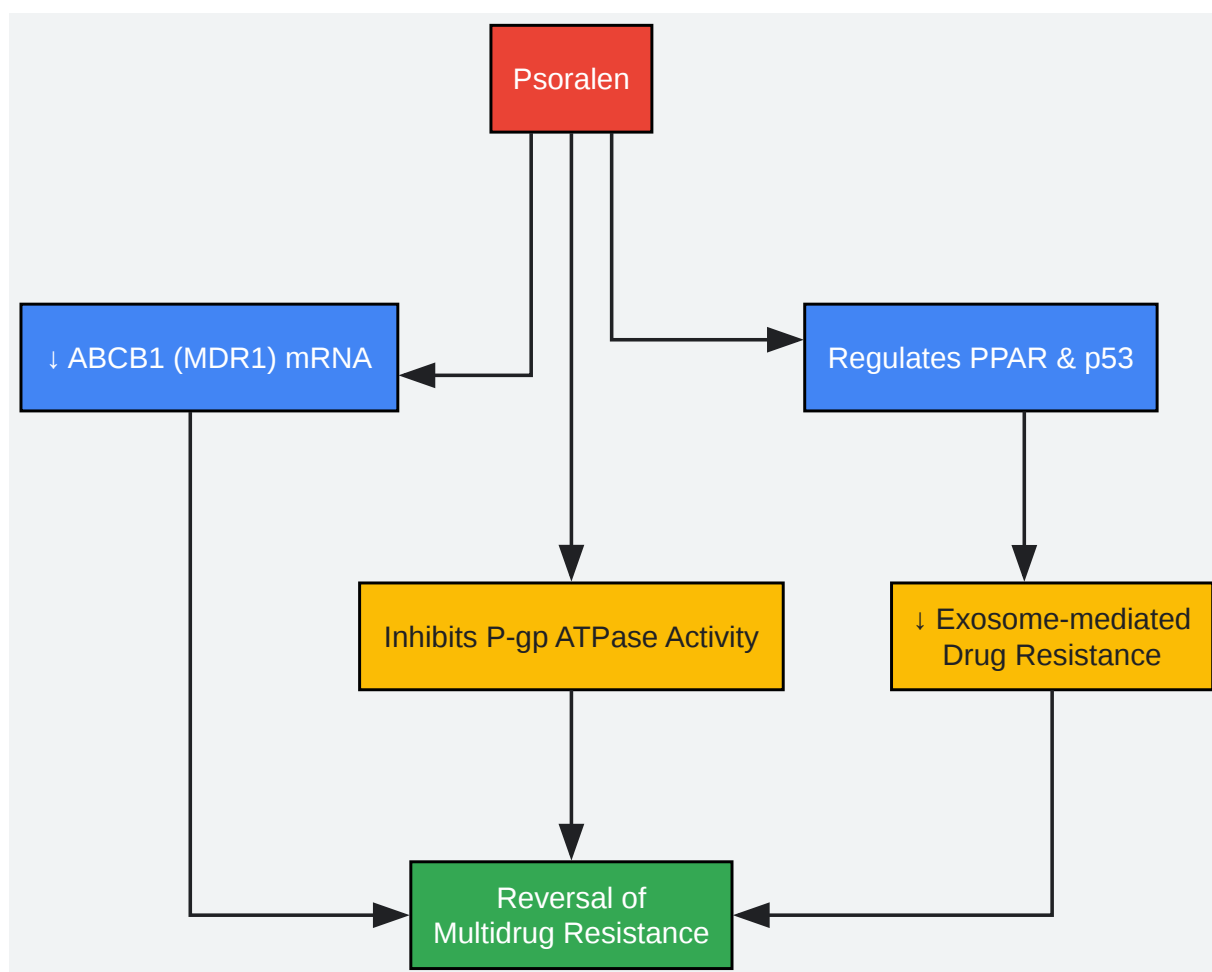 Psoralen
↓ ABCB1 (MDR1) mRNA
Regulates PPAR & p53
Inhibits P-gp ATPase Activity
↓ Exosome-mediated
Drug Resistance
Reversal of
Multidrug Resistance